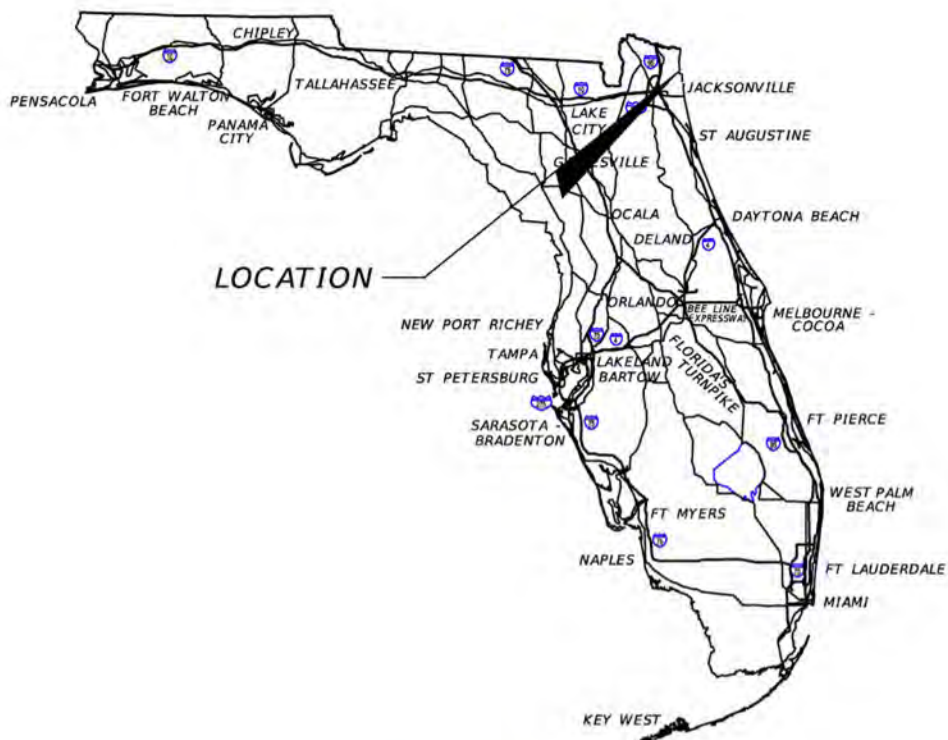 CHIPLEY
PENSACOLA
FORT WALTON
BEACH
PANAMA
CITY
TALLAHASSEE
LAKE
CITY
JACKSONVILLE
ST AUGUSTINE
OCALA
DELAND
DAYTONA BEACH
LOCATION
ORLANDO
BEE LINE
EXPRESSWAY
MELBOURNE -
COCOA
NEW PORT RICHEY
TAMPA
ST PETERSBURG
LAKELAND
BARTOW
FLORIDA'S
TURNPIKE
SARASOTA -
BRADENTON
FT PIERCE
WEST PALM
BEACH
FT MYERS
NAPLES
FT LAUDERDALE
MIAMI
KEY WEST